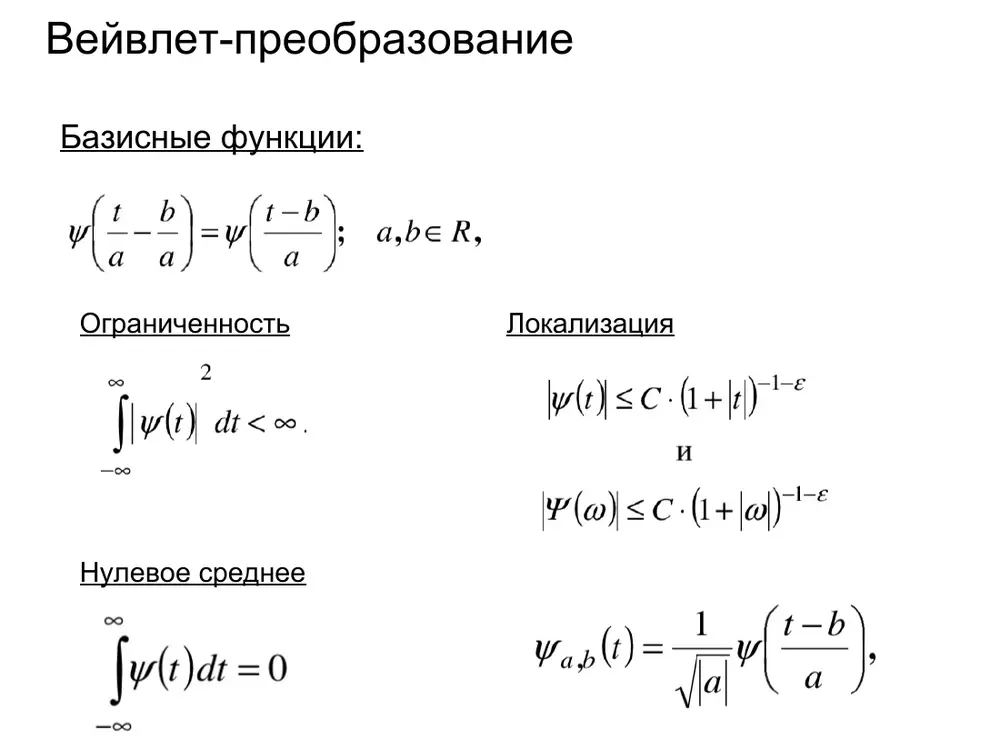 Вейвлет-преобразование
Базисные функции:
ψ(t/a − b/a) = ψ((t − b)/a); a,b ∈ R,
Ограниченность
∫_{−∞}^{∞} |ψ(t)|² dt < ∞ .
Локализация
|ψ(t)| ≤ C · (1 + |t|)^{−1−ε}
и
|Ψ(ω)| ≤ C · (1 + |ω|)^{−1−ε}
Нулевое среднее
∫_{−∞}^{∞} ψ(t)dt = 0
ψ_{a,b}(t) = 1/√|a| ψ((t − b)/a),